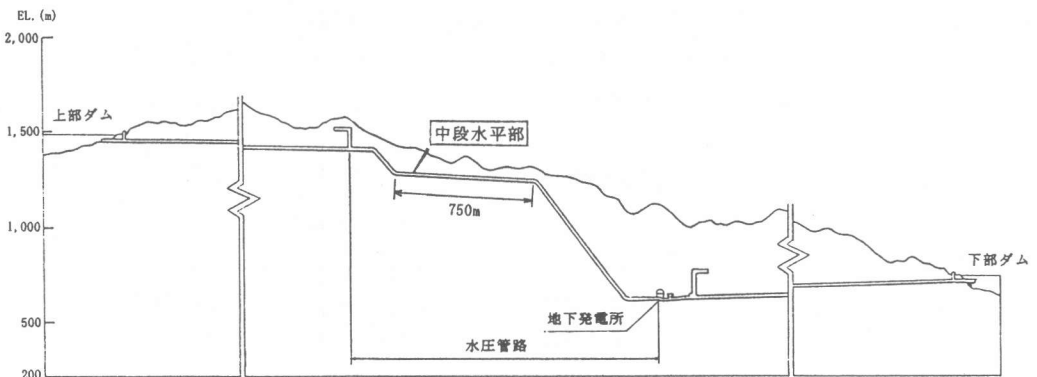 EL. (m)
2,000
上部ダム
1,500
中段水平部
750m
1,000
下部ダム
地下発電所
500
水圧管路
200